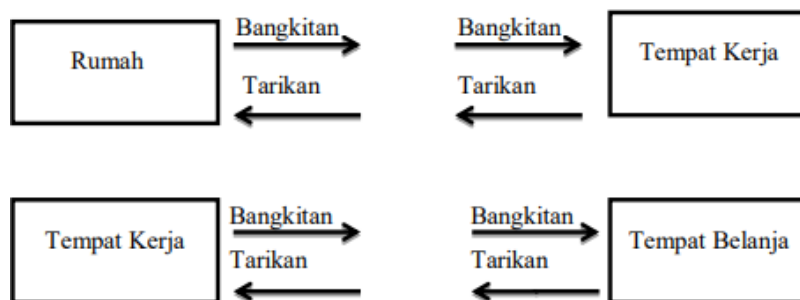 Rumah
Bangkitan
Tarikan
Bangkitan
Tarikan
Tempat Kerja
Tempat Kerja
Bangkitan
Tarikan
Bangkitan
Tarikan
Tempat Belanja